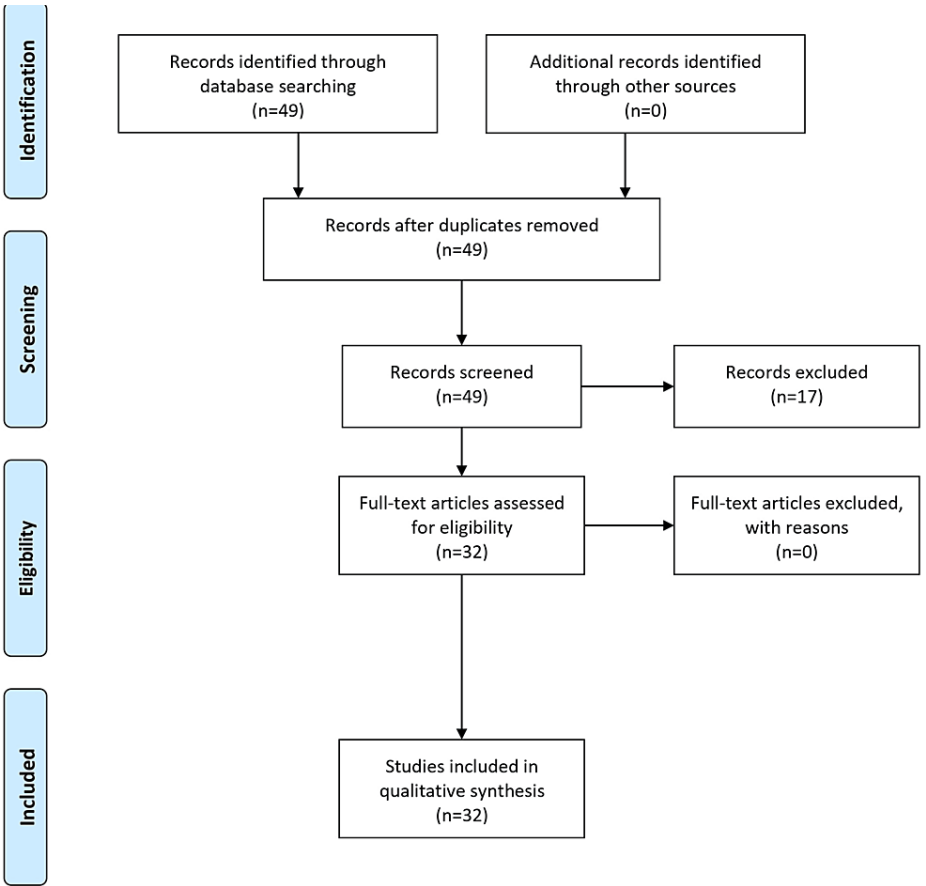 Identification
Records identified through
database searching
(n=49)
Additional records identified
through other sources
(n=0)
Records after duplicates removed
(n=49)
Screening
Records screened
(n=49)
Records excluded
(n=17)
Eligibility
Full-text articles assessed
for eligibility
(n=32)
Full-text articles excluded,
with reasons
(n=0)
Included
Studies included in
qualitative synthesis
(n=32)